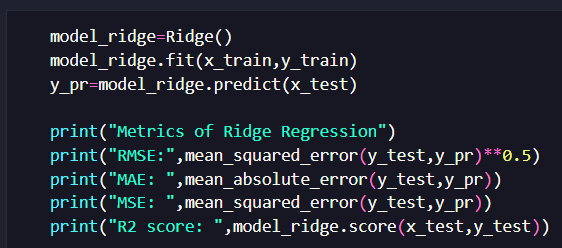 model_ridge=Ridge()
model_ridge.fit(x_train,y_train)
y_pr=model_ridge.predict(x_test)
print("Metrics of Ridge Regression")
print("RMSE:",mean_squared_error(y_test,y_pr)**0.5)
print("MAE: ",mean_absolute_error(y_test,y_pr))
print("MSE: ",mean_squared_error(y_test,y_pr))
print("R2 score: ",model_ridge.score(x_test,y_test))